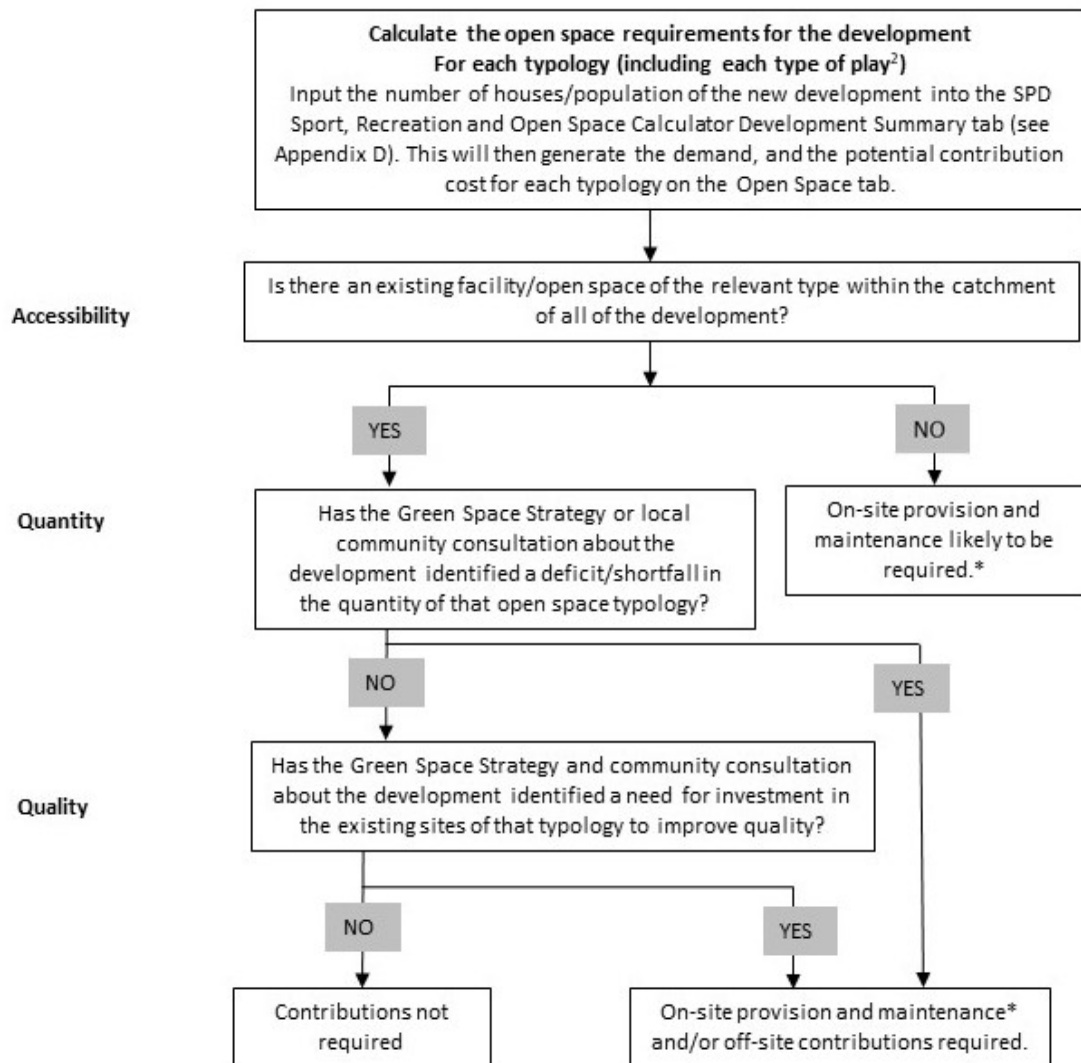 Calculate the open space requirements for the development
For each typology (including each type of play²)
Input the number of houses/population of the new development into the SPD
Sport, Recreation and Open Space Calculator Development Summary tab (see
Appendix D). This will then generate the demand, and the potential contribution
cost for each typology on the Open Space tab.
Accessibility
Is there an existing facility/open space of the relevant type within the catchment
of all of the development?
YES
NO
Quantity
Has the Green Space Strategy or local
community consultation about the
development identified a deficit/shortfall in
the quantity of that open space typology?
On-site provision and
maintenance likely to be
required.*
NO
YES
Quality
Has the Green Space Strategy and community consultation
about the development identified a need for investment in
the existing sites of that typology to improve quality?
NO
YES
Contributions not
required
On-site provision and maintenance*
and/or off-site contributions required.